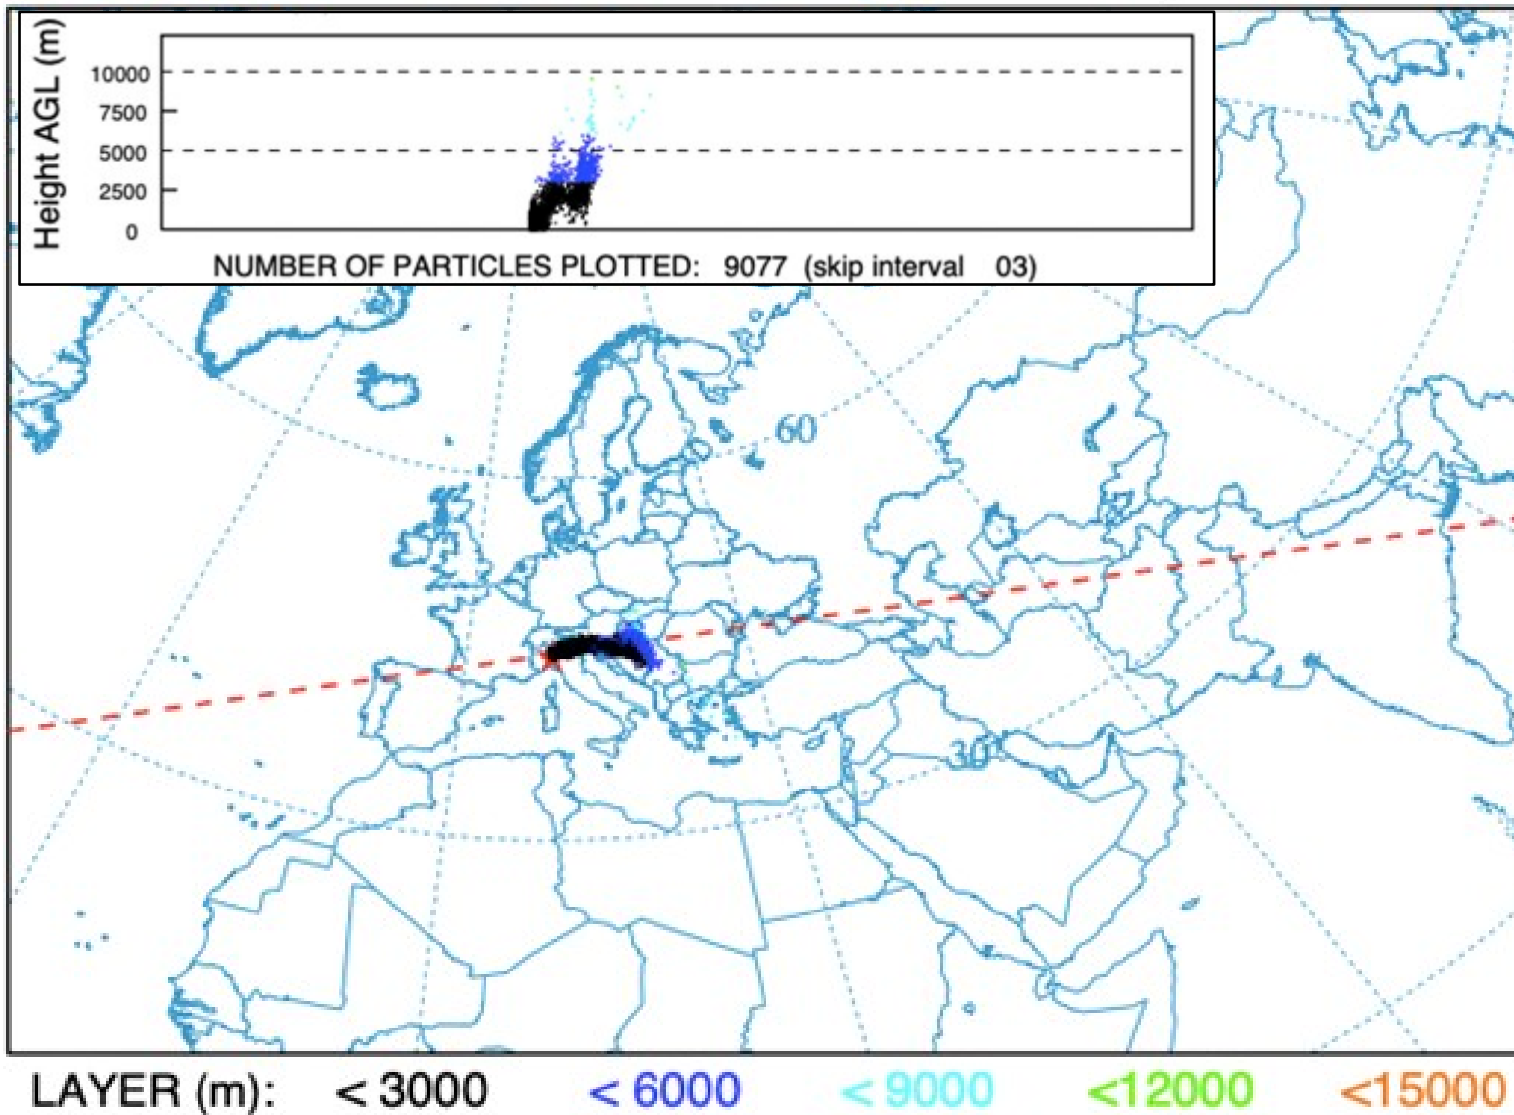 Height AGL (m)
10000
7500
5000
2500
0
NUMBER OF PARTICLES PLOTTED: 9077 (skip interval 03)
60
30
LAYER (m): < 3000 < 6000 < 9000 <12000 <15000